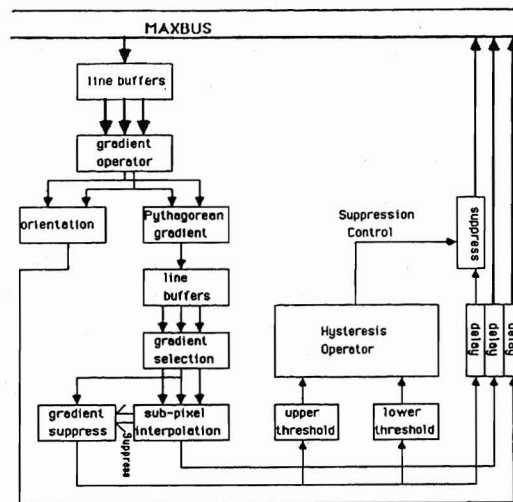 MAXBUS
line buffers
gradient
operator
orientation
Pythagorean
gradient
Suppression
Control
suppress
line
buffers
gradient
selection
Hysteresis
Operator
delay
delay
delay
gradient
suppress
suppress
sub-pixel
interpolation
upper
threshold
lower
threshold